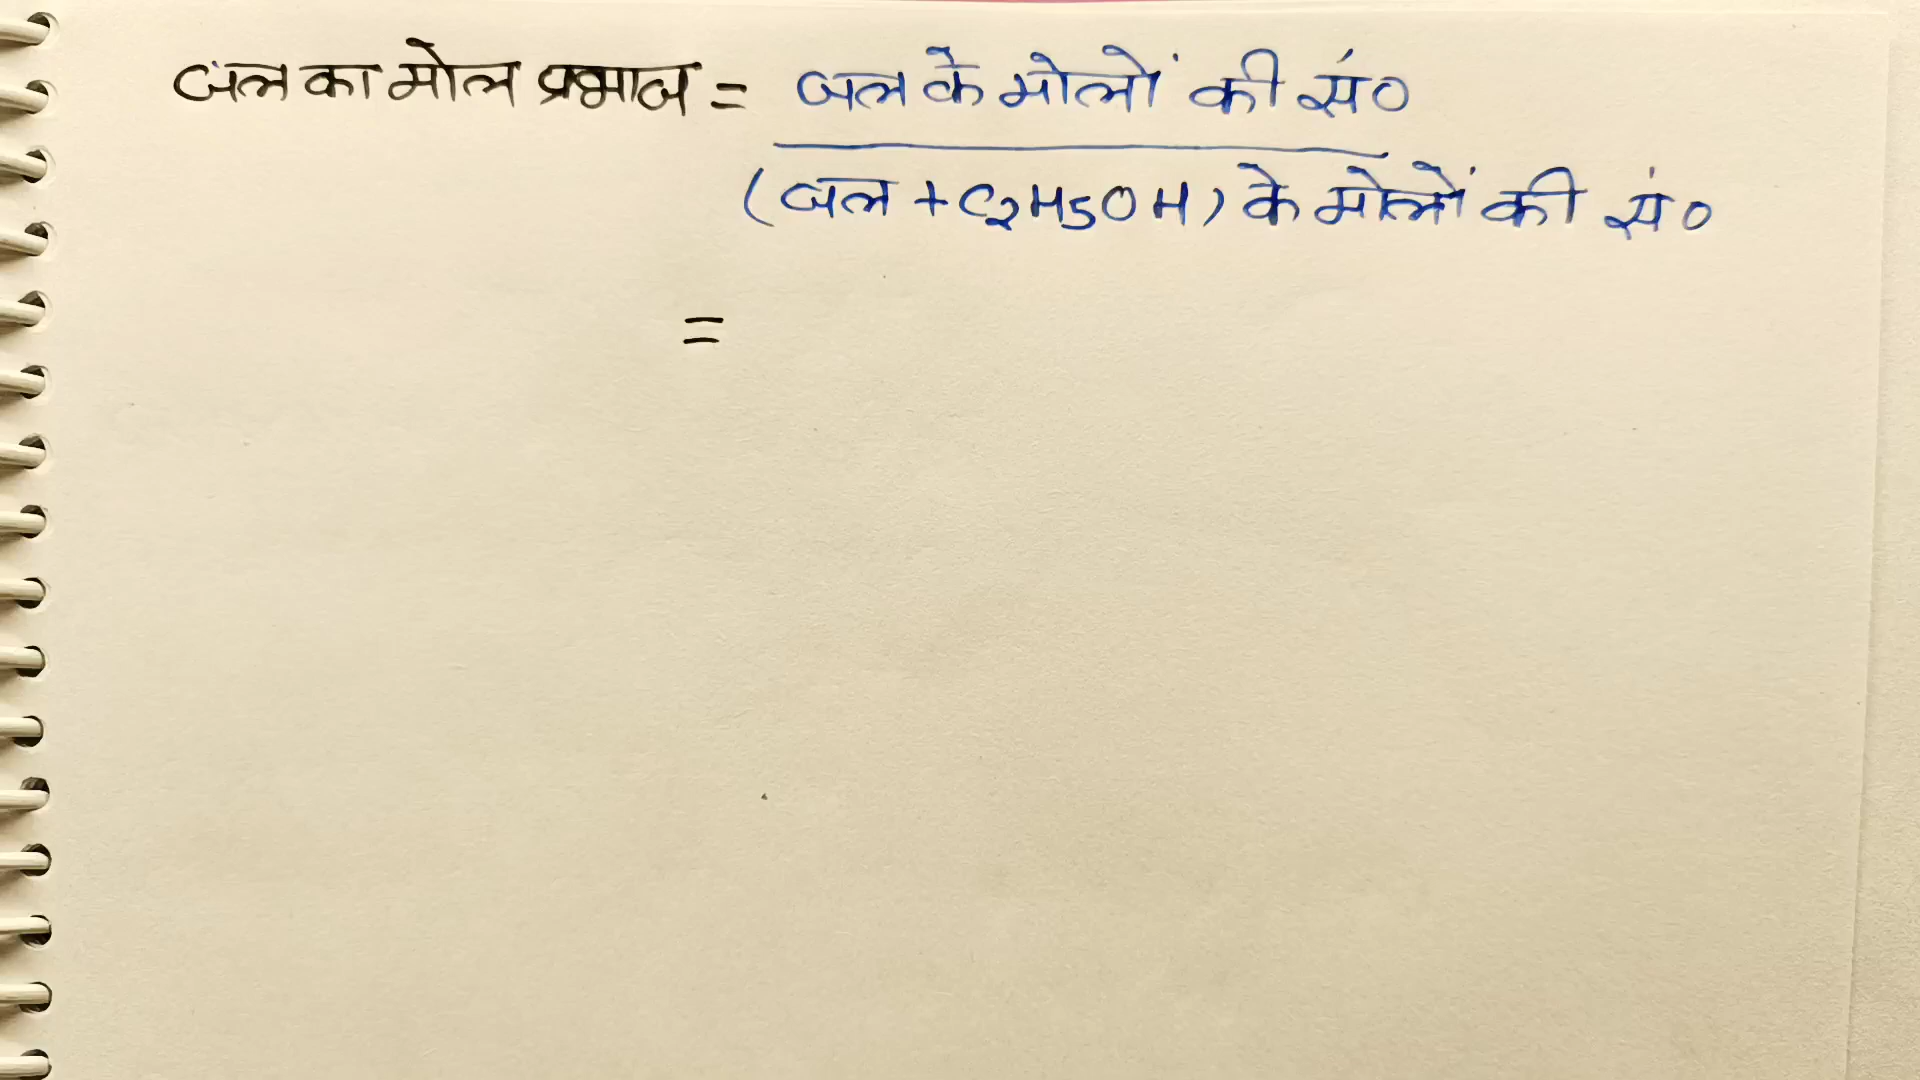 जल का मोल प्रभाज = जल के मोलों की सं०
(जल + C2H5OH) के मोलों की सं०
=